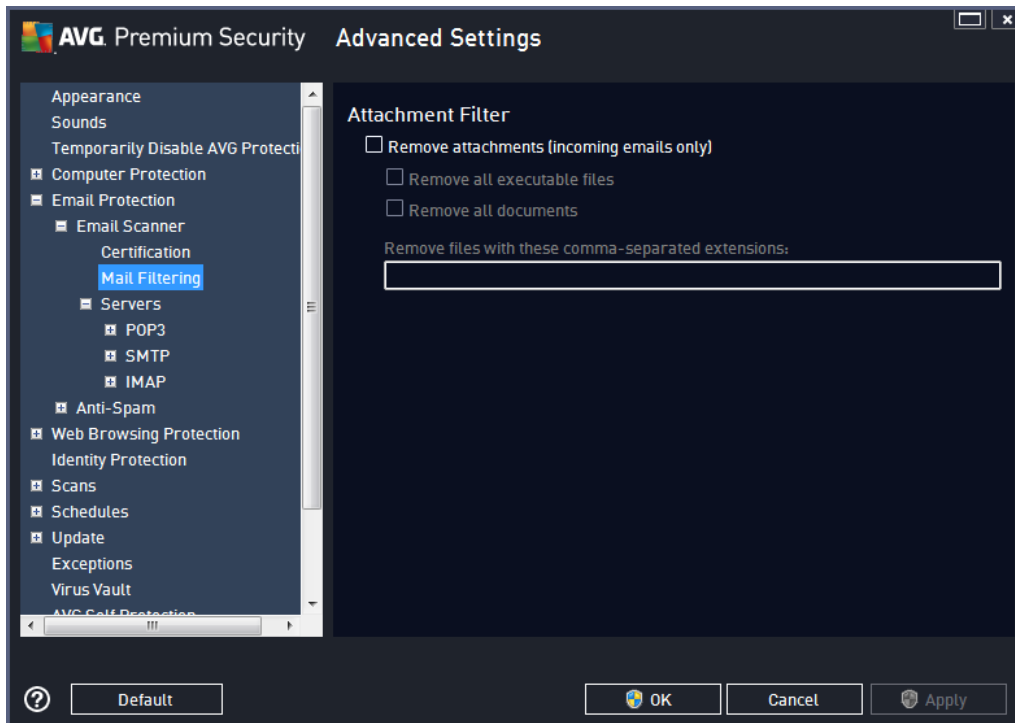 AVG. Premium Security
Advanced Settings
Appearance
Sounds
Temporarily Disable AVG Protecti
Computer Protection
Email Protection
Email Scanner
Certification
Mail Filtering
Servers
POP3
SMTP
IMAP
Anti-Spam
Web Browsing Protection
Identity Protection
Scans
Schedules
Update
Exceptions
Virus Vault
AVG Self Protection
Attachment Filter
Remove attachments (incoming emails only)
Remove all executable files
Remove all documents
Remove files with these comma-separated extensions:
Default
OK
Cancel
Apply